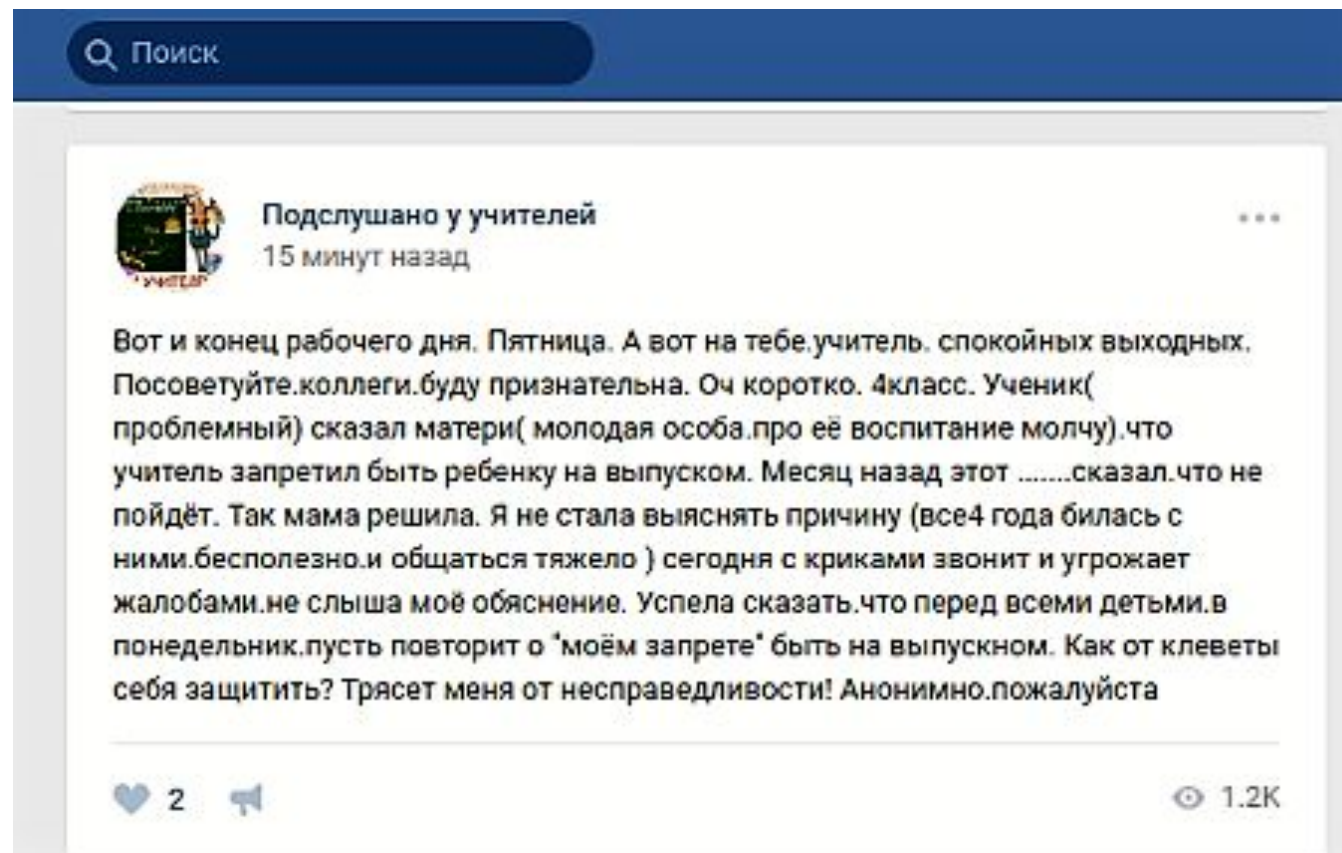 Поиск
Подслушано у учителей
15 минут назад
Вот и конец рабочего дня. Пятница. А вот на тебе.учитель. спокойных выходных.
Посоветуйте.коллеги.буду признательна. Оч коротко. 4класс. Ученик(
проблемный) сказал матери( молодая особа.про её воспитание молчу).что
учитель запретил быть ребенку на выпуском. Месяц назад этот .......сказал.что не
пойдёт. Так мама решила. Я не стала выяснять причину (все4 года билась с
ними.бесполезно.и общаться тяжело ) сегодня с криками звонит и угрожает
жалобами.не слыша моё обяснение. Успела сказать.что перед всеми детьми.в
понедельник.пусть повторит о "моём запрете" быть на выпускном. Как от клеветы
себя защитить? Трясет меня от несправедливости! Анонимно.пожалуйста
2
1.2K